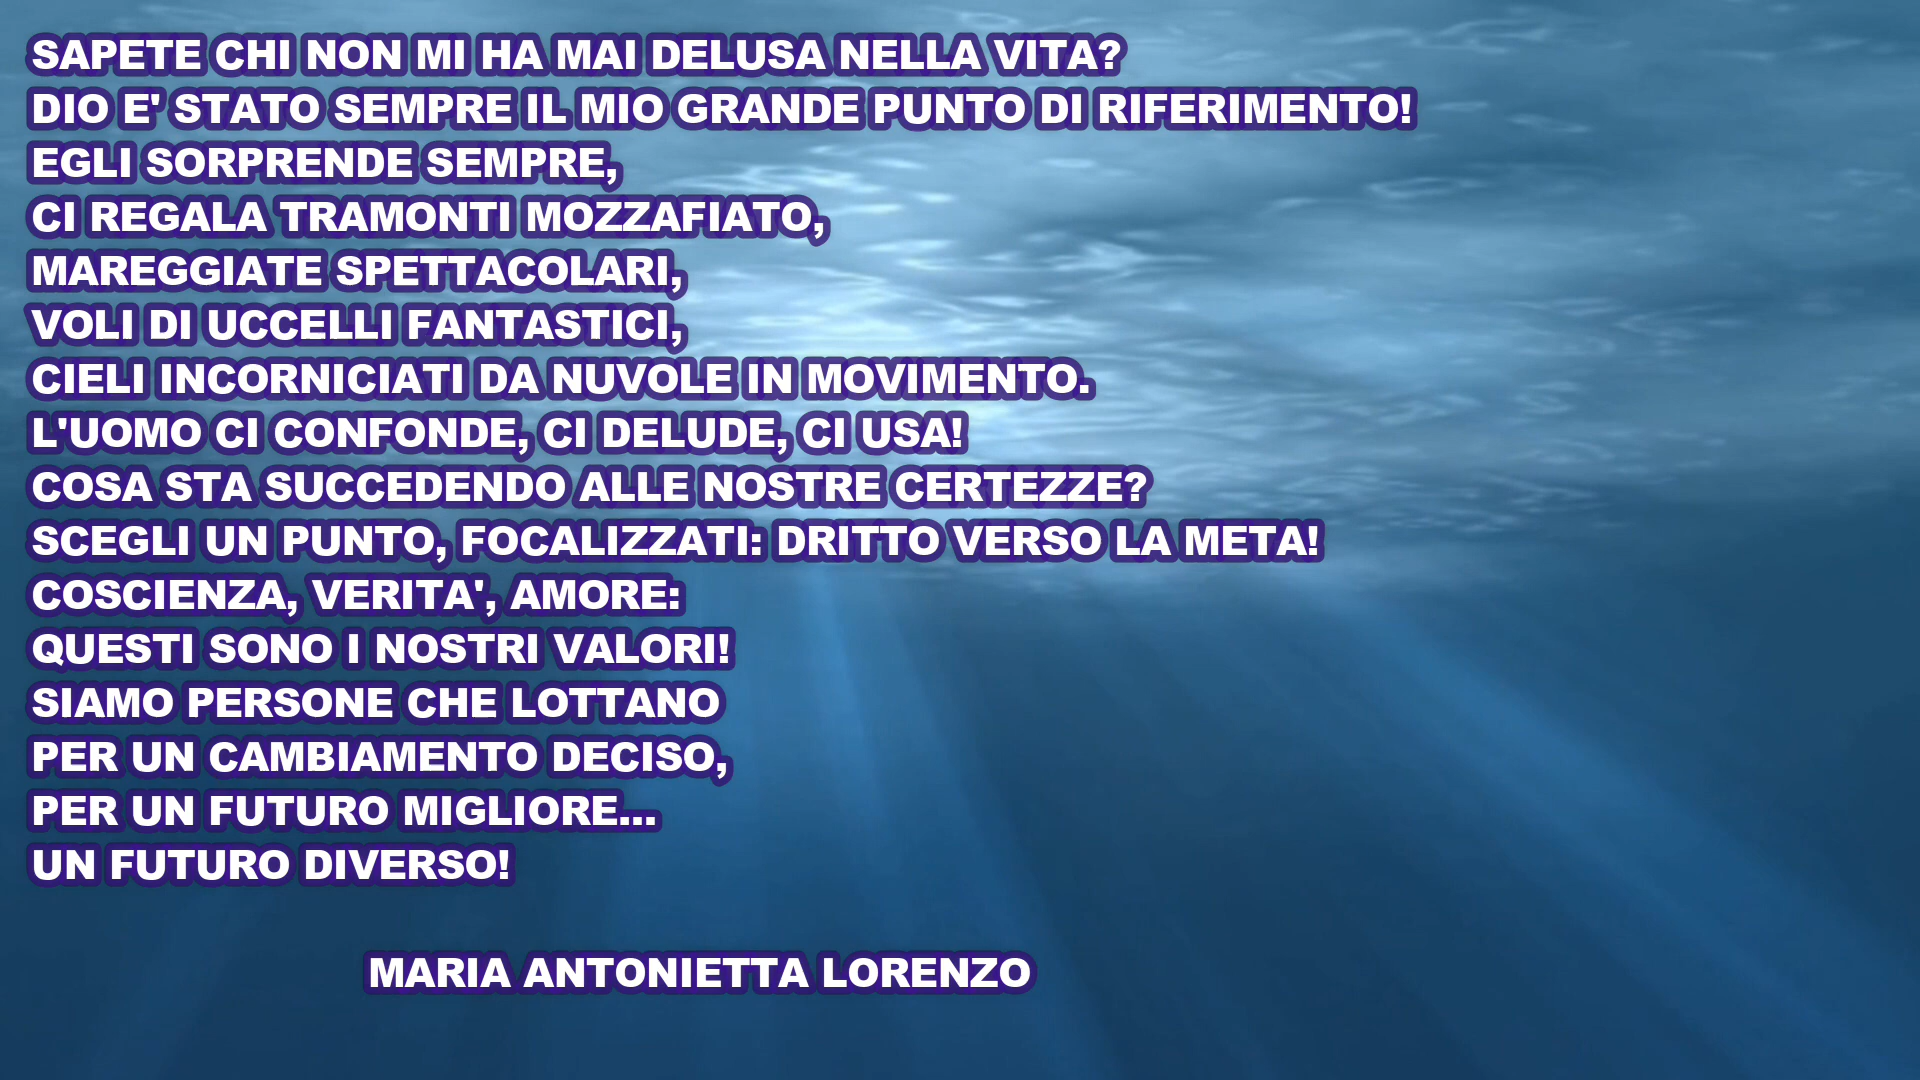 SAPETE CHI NON MI HA MAI DELUSA NELLA VITA?
DIO E' STATO SEMPRE IL MIO GRANDE PUNTO DI RIFERIMENTO!
EGLI SORPRENDE SEMPRE,
CI REGALA TRAMONTI MOZZAFIATO,
MAREGGIATE SPETTACOLARI,
VOLI DI UCCELLI FANTASTICI,
CIELI INCORNICIATI DA NUVOLE IN MOVIMENTO.
L'UOMO CI CONFONDE, CI DELUDE, CI USA!
COSA STA SUCCEDENDO ALLE NOSTRE CERTEZZE?
SCEGLI UN PUNTO, FOCALIZZATI: DRITTO VERSO LA META!
COSCIENZA, VERITA', AMORE:
QUESTI SONO I NOSTRI VALORI!
SIAMO PERSONE CHE LOTTANO
PER UN CAMBIAMENTO DECISO,
PER UN FUTURO MIGLIORE...
UN FUTURO DIVERSO!
MARIA ANTONIETTA LORENZO